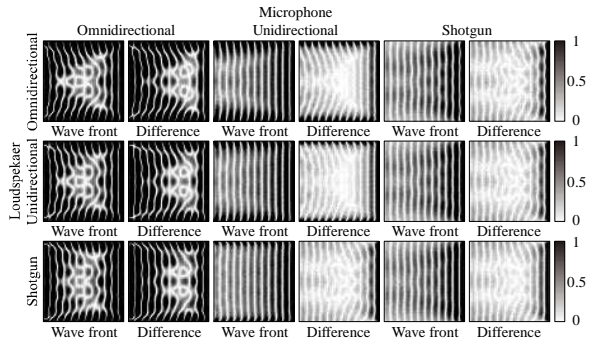 Microphone
Omnidirectional Unidirectional Shotgun
Omnidirectional
1
0.5
0
Wave front Difference Wave front Difference Wave front Difference
Loudspekaer
Unidirectional
1
0.5
0
Wave front Difference Wave front Difference Wave front Difference
Shotgun
1
0.5
0
Wave front Difference Wave front Difference Wave front Difference